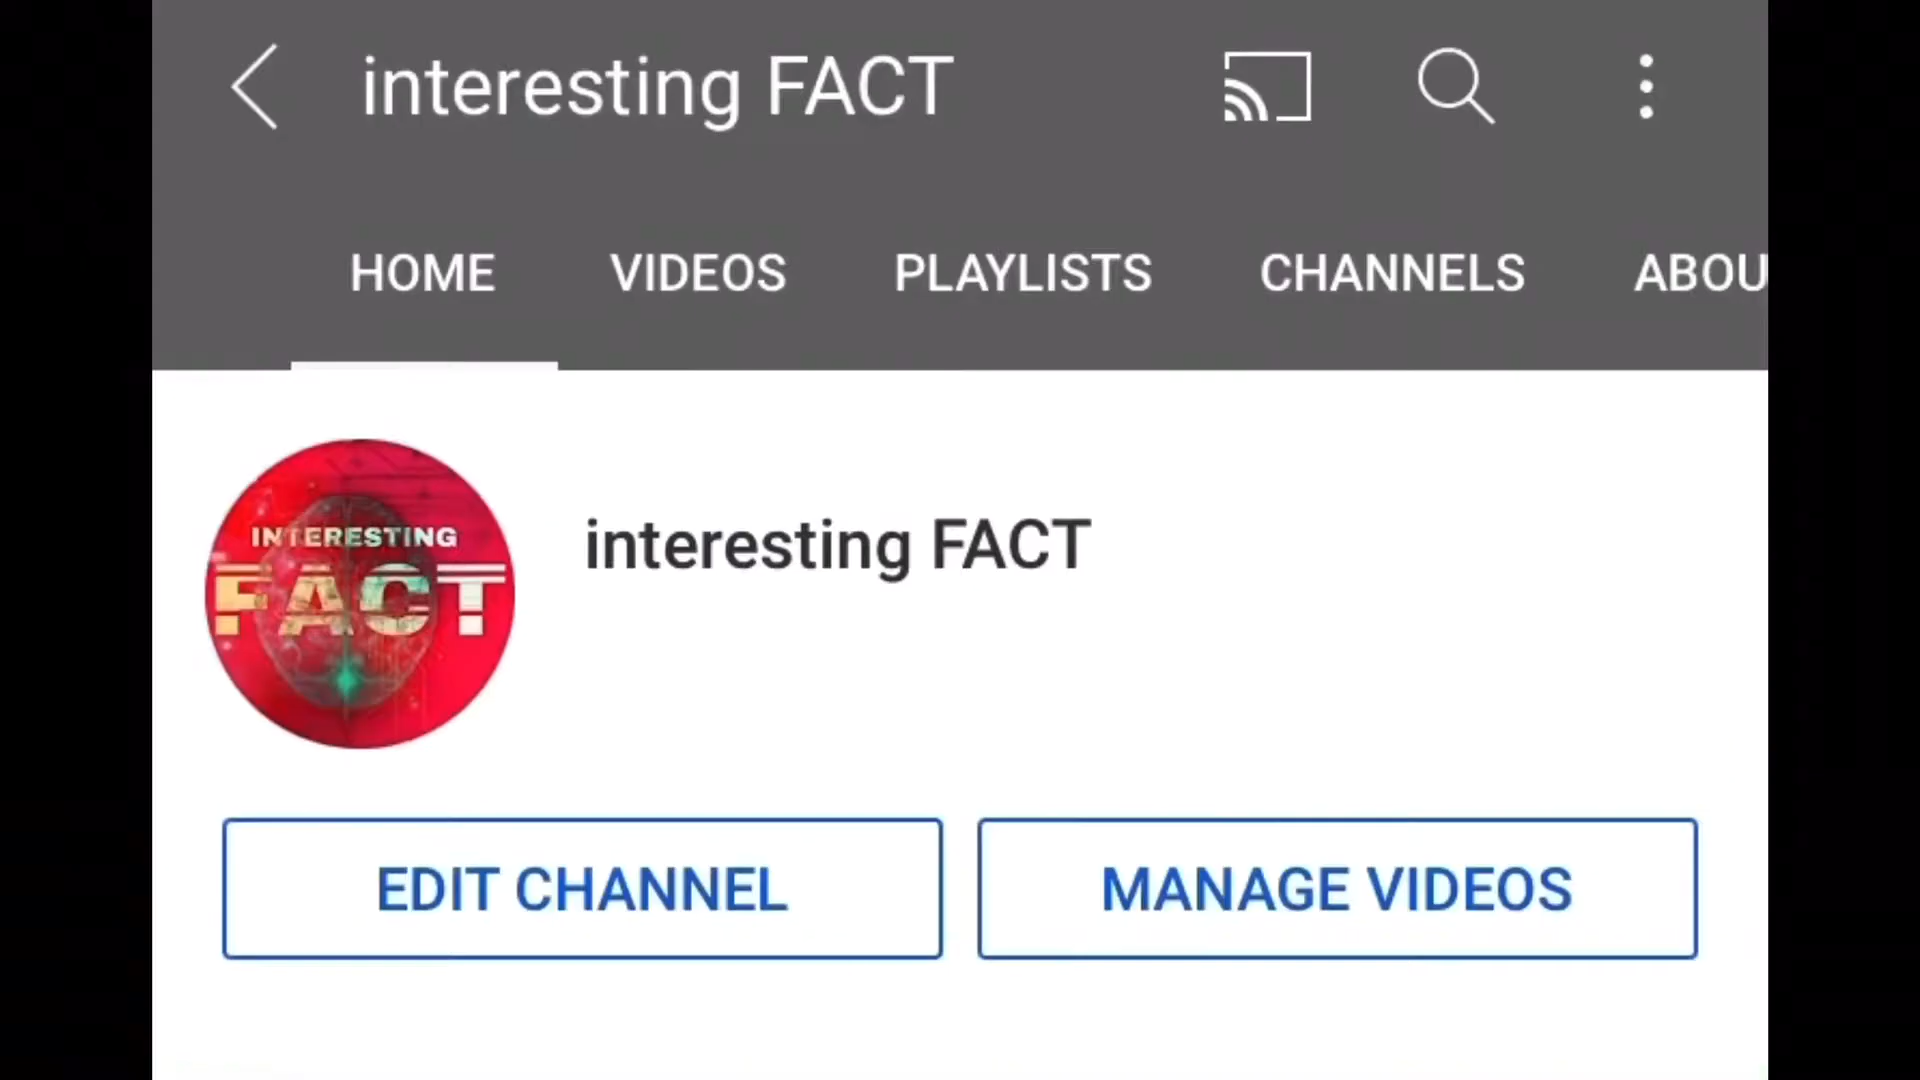 interesting FACT
HOME VIDEOS PLAYLISTS CHANNELS ABOU
INTERESTING
FACT
interesting FACT
EDIT CHANNEL MANAGE VIDEOS